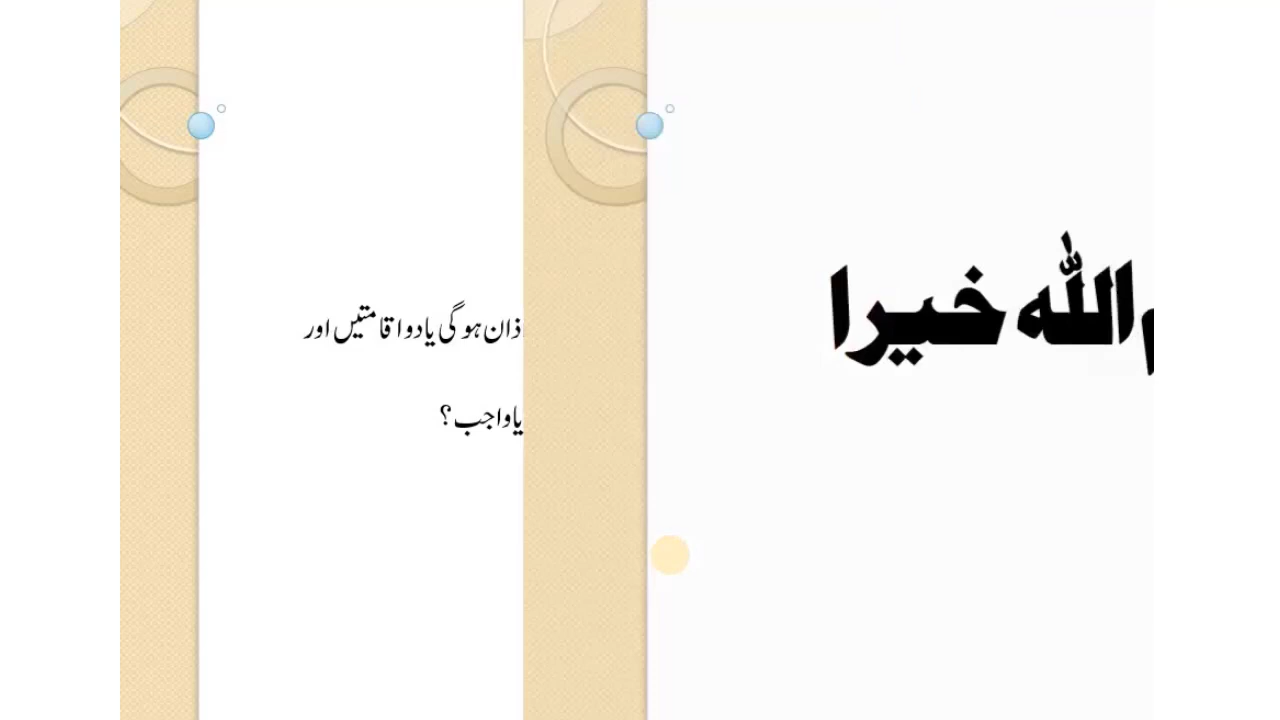 ذان ہو گی یا دو اقامتیں اور
یا واجب ؟
اللہ خیرا